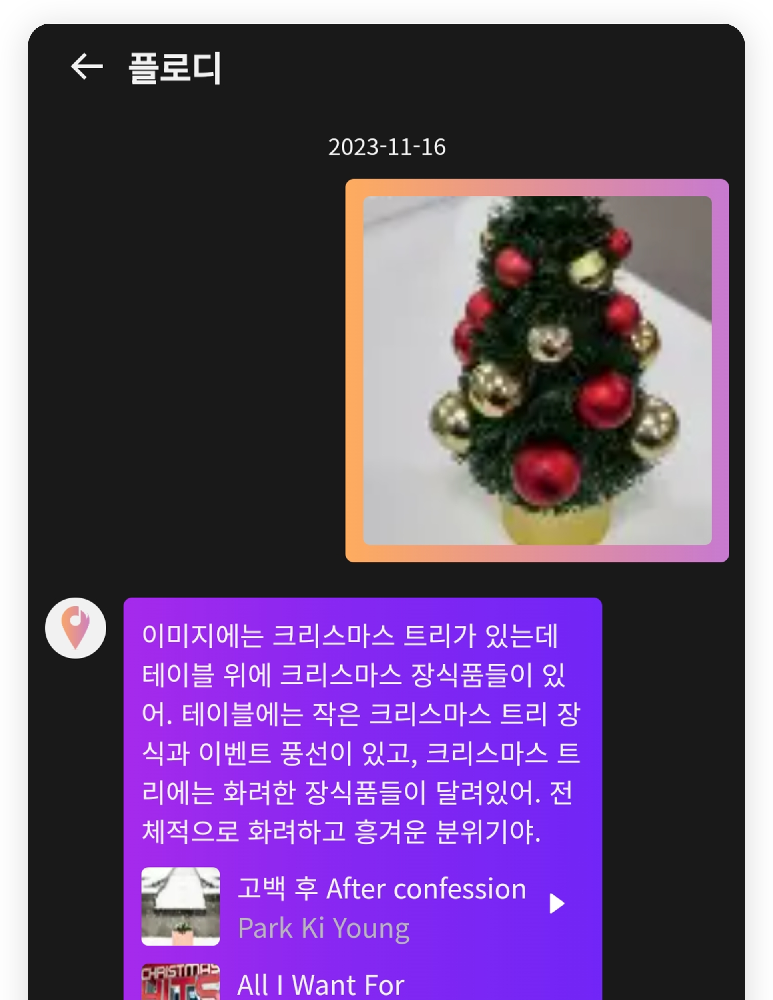 플로디
2023-11-16
이미지에는 크리스마스 트리가 있는데
테이블 위에 크리스마스 장식품들이 있
어. 테이블에는 작은 크리스마스 트리 장
식과 이벤트 풍선이 있고, 크리스마스 트
리에는 화려한 장식품들이 달려있어. 전
체적으로 화려하고 흥겨운 분위기야.
고백 후 After confession
Park Ki Young
CHRISTMAS
HITS
All I Want For